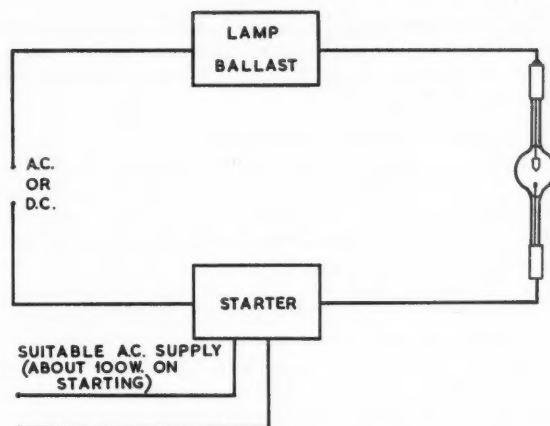 LAMP
BALLAST
A.C.
OR
D.C.
STARTER
SUITABLE A.C. SUPPLY
(ABOUT 100W. ON
STARTING)